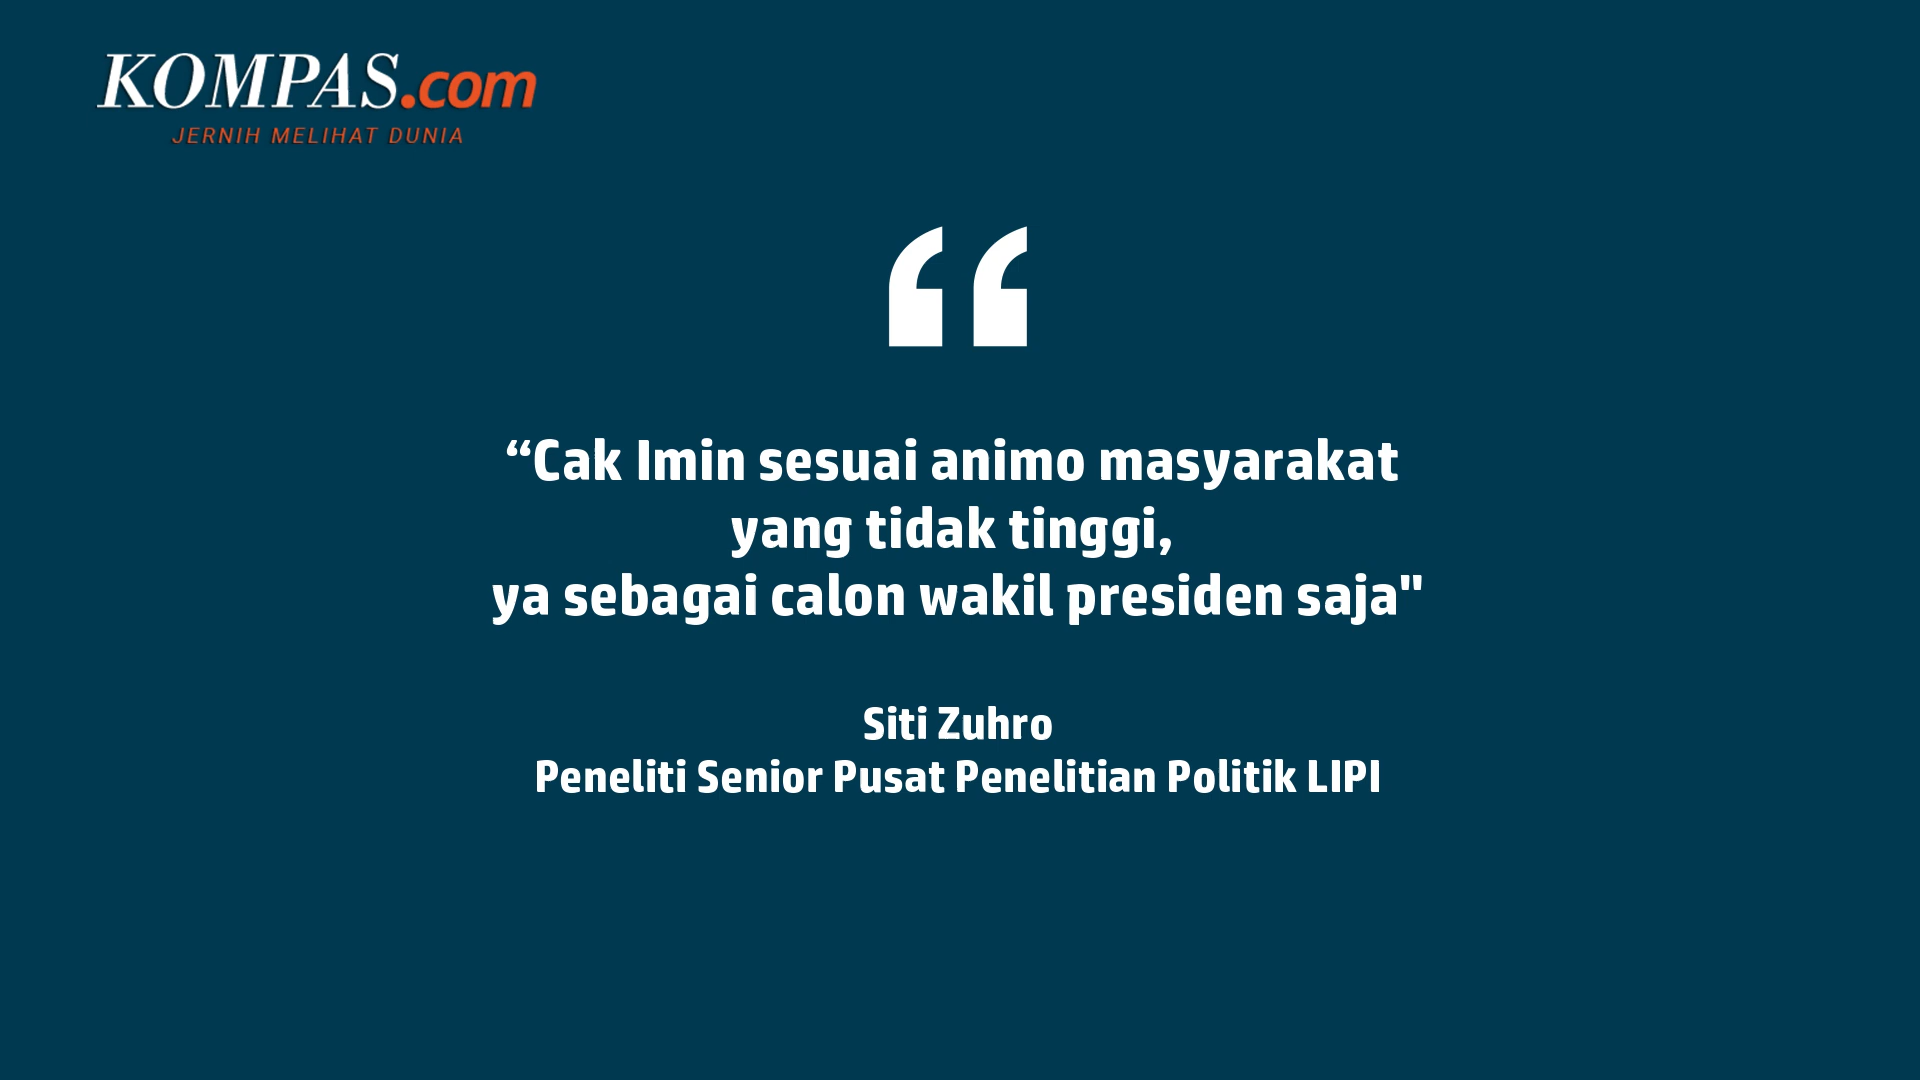 KOMPAS.com
JERNIH MELIHAT DUNIA
“Cak Imin sesuai animo masyarakat
yang tidak tinggi,
ya sebagai calon wakil presiden saja"
Siti Zuhro
Peneliti Senior Pusat Penelitian Politik LIPI